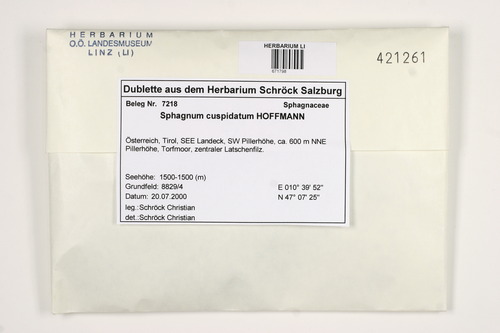 HERBARIUM
O.Ö. LANDESMUSEUM
LINZ (LI)
HERBARIUM LI
421261
Dublette aus dem Herbarium Schröck Salzburg
Beleg Nr. 7218 Sphagnaceae
Sphagnum cuspidatum HOFFMANN
Österreich, Tirol, SEE Landeck, SW Pillerhöhe, ca. 600 m NNE
Pillerhöhe, Torfmoor, zentraler Latschenfilz.
Seehöhe: 1500-1500 (m)
Grundfeld: 8829/4 E 010° 39' 52"
Datum: 20.07.2000 N 47° 07' 25"
leg.:Schröck Christian
det.:Schröck Christian